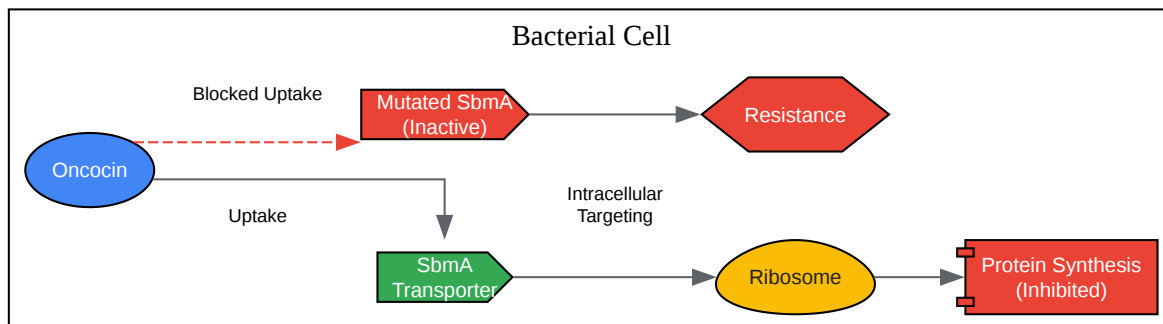 Bacterial Cell
Blocked Uptake
Mutated SbmA
(Inactive)
Resistance
Oncocin
Uptake
Intracellular
Targeting
SbmA
Transporter
Ribosome
Protein Synthesis
(Inhibited)